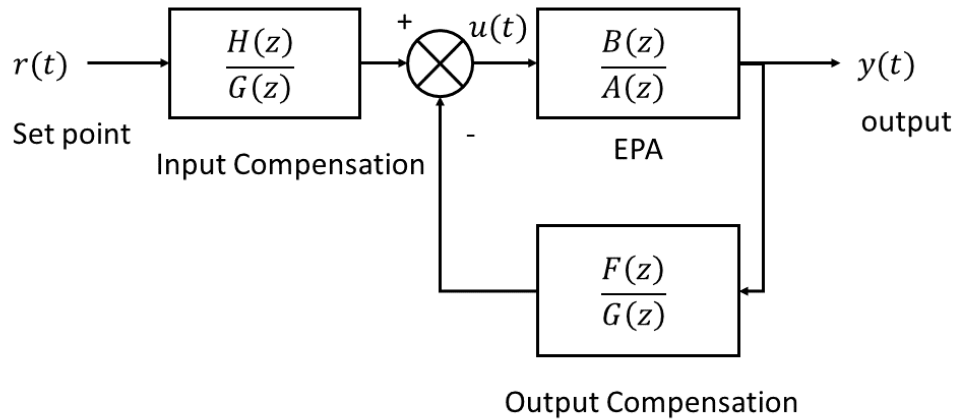 r(t)
Set point
H(z)
G(z)
Input Compensation
+
-
u(t)
B(z)
A(z)
EPA
y(t)
output
F(z)
G(z)
Output Compensation